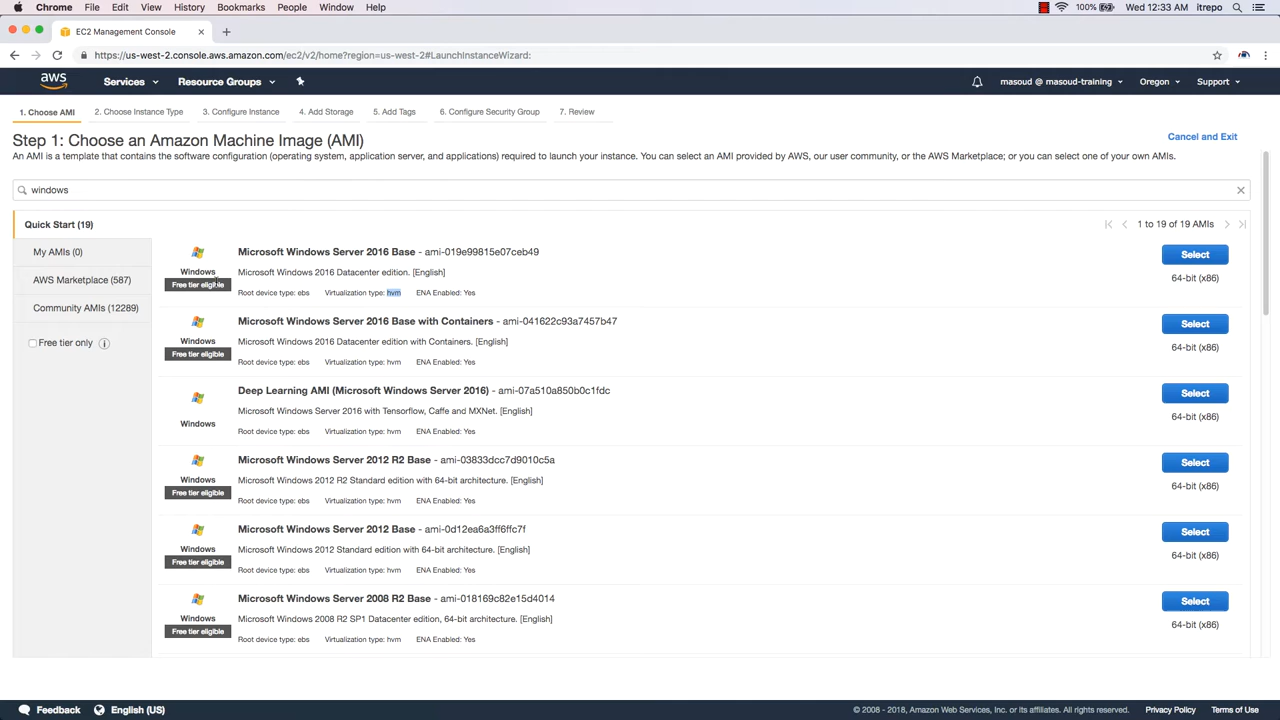 Chrome File Edit View History Bookmarks People Window Help 100% Wed 12:33 AM itrepo
EC2 Management Console
https://us-west-2.console.aws.amazon.com/ec2/v2/home?region=us-west-2#LaunchInstanceWizard:
aws Services Resource Groups masoud @ masoud-training Oregon Support
1. Choose AMI 2. Choose Instance Type 3. Configure Instance 4. Add Storage 5. Add Tags 6. Configure Security Group 7. Review
Step 1: Choose an Amazon Machine Image (AMI) Cancel and Exit
An AMI is a template that contains the software configuration (operating system, application server, and applications) required to launch your instance. You can select an AMI provided by AWS, our user community, or the AWS Marketplace; or you can select one of your own AMIs.
windows
Quick Start (19) 1 to 19 of 19 AMIs
My AMIs (0)
AWS Marketplace (587)
Community AMIs (12289)
Free tier only
Microsoft Windows Server 2016 Base - ami-019e99815e07ceb49 Select
Windows Microsoft Windows 2016 Datacenter edition. [English] 64-bit (x86)
Free tier eligible
Root device type: ebs Virtualization type: hvm ENA Enabled: Yes
Microsoft Windows Server 2016 Base with Containers - ami-041622c93a7457b47 Select
Windows Microsoft Windows 2016 Datacenter edition with Containers. [English] 64-bit (x86)
Free tier eligible
Root device type: ebs Virtualization type: hvm ENA Enabled: Yes
Deep Learning AMI (Microsoft Windows Server 2016) - ami-07a510a850b0c1fdc Select
Microsoft Windows Server 2016 with Tensorflow, Caffe and MXNet. [English] 64-bit (x86)
Windows
Root device type: ebs Virtualization type: hvm ENA Enabled: Yes
Microsoft Windows Server 2012 R2 Base - ami-03833dcc7d9010c5a Select
Windows Microsoft Windows 2012 R2 Standard edition with 64-bit architecture. [English] 64-bit (x86)
Free tier eligible
Root device type: ebs Virtualization type: hvm ENA Enabled: Yes
Microsoft Windows Server 2012 Base - ami-0d12ea6a3ff6ffc7f Select
Windows Microsoft Windows 2012 Standard edition with 64-bit architecture. [English] 64-bit (x86)
Free tier eligible
Root device type: ebs Virtualization type: hvm ENA Enabled: Yes
Microsoft Windows Server 2008 R2 Base - ami-018169c82e15d4014 Select
Windows Microsoft Windows 2008 R2 SP1 Datacenter edition, 64-bit architecture. [English] 64-bit (x86)
Free tier eligible
Root device type: ebs Virtualization type: hvm ENA Enabled: Yes
Feedback English (US) © 2008 - 2018, Amazon Web Services, Inc. or its affiliates. All rights reserved. Privacy Policy Terms of Use